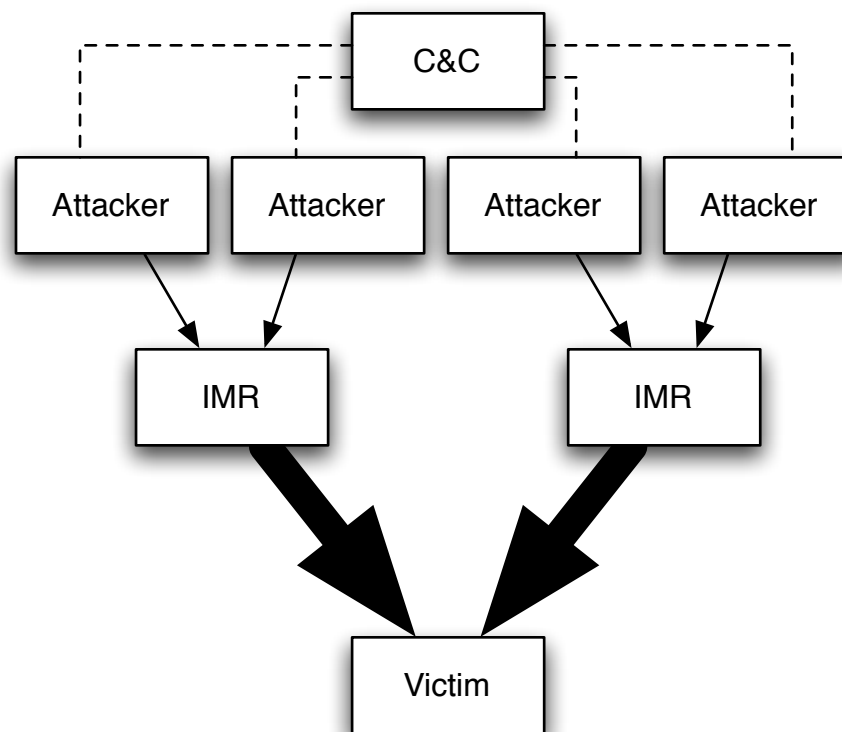 C&C
Attacker
Attacker
Attacker
Attacker
IMR
IMR
Victim